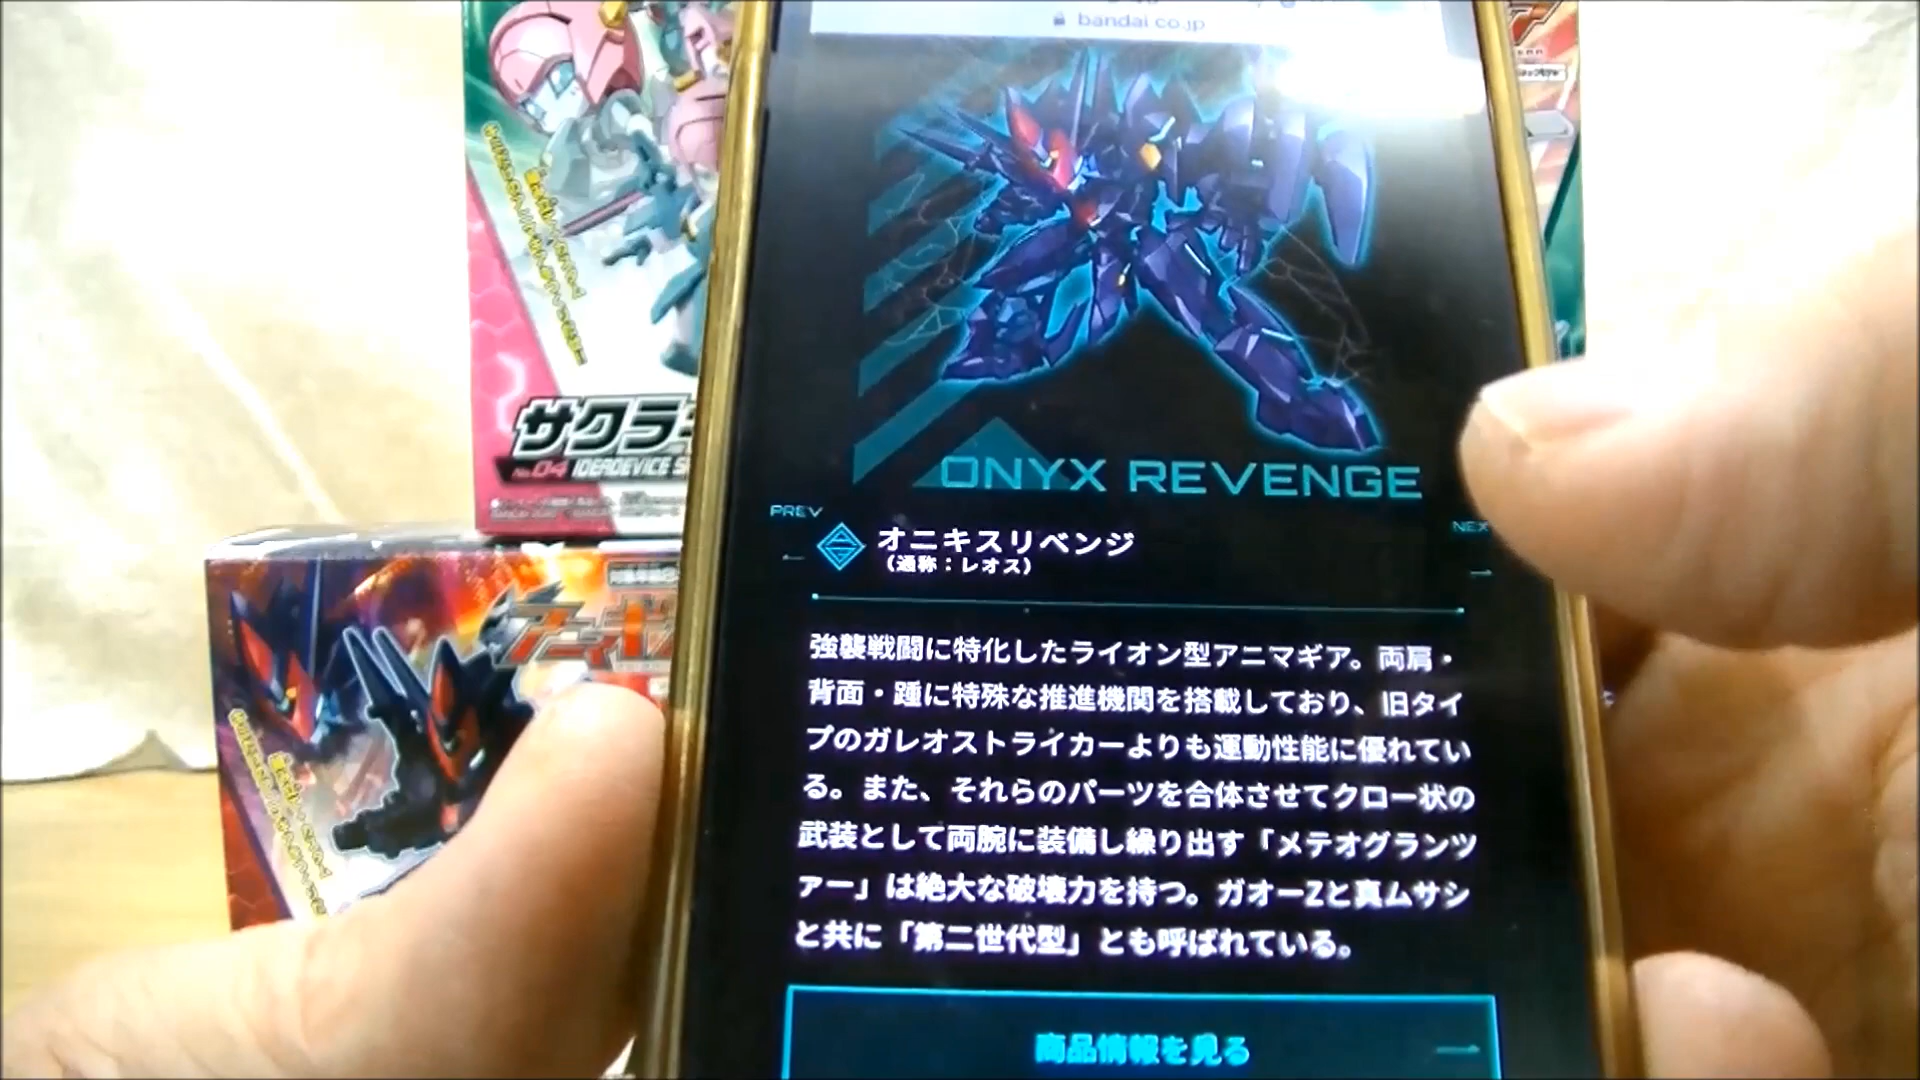 bandai.co.jp
ONYX REVENGE
PREV
オニキスリベンジ
(通称：レオス)
強襲戦闘に特化したライオン型アニマギア。両肩・
背面・踵に特殊な推進機関を搭載しており、旧タイ
プのガレオストライカーよりも運動性能に優れてい
る。また、それらのパーツを合体させてクロー状の
武装として両腕に装備し繰り出す「メテオグランツ
ァー」は絶大な破壊力を持つ。ガオーZと真ムサシ
と共に「第二世代型」とも呼ばれている。
商品情報を見る
サクラ
No.04 IDERDEVICE S
アニマギ